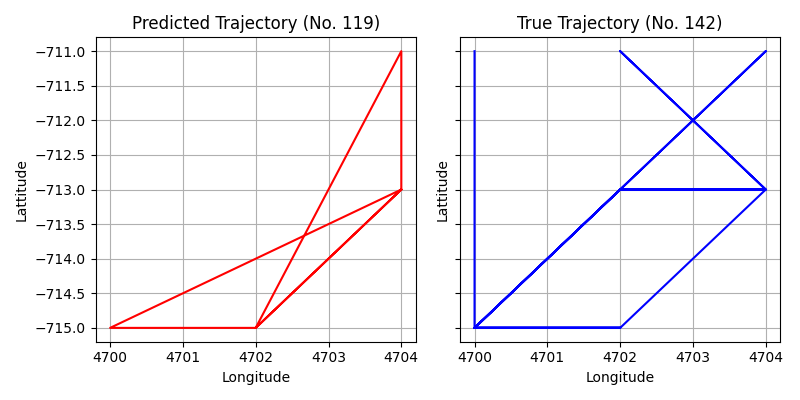 Predicted Trajectory (No. 119)
True Trajectory (No. 142)
−711.0
−711.5
−712.0
−712.5
−713.0
−713.5
−714.0
−714.5
−715.0
Lattitude
Lattitude
4700 4701 4702 4703 4704
4700 4701 4702 4703 4704
Longitude
Longitude